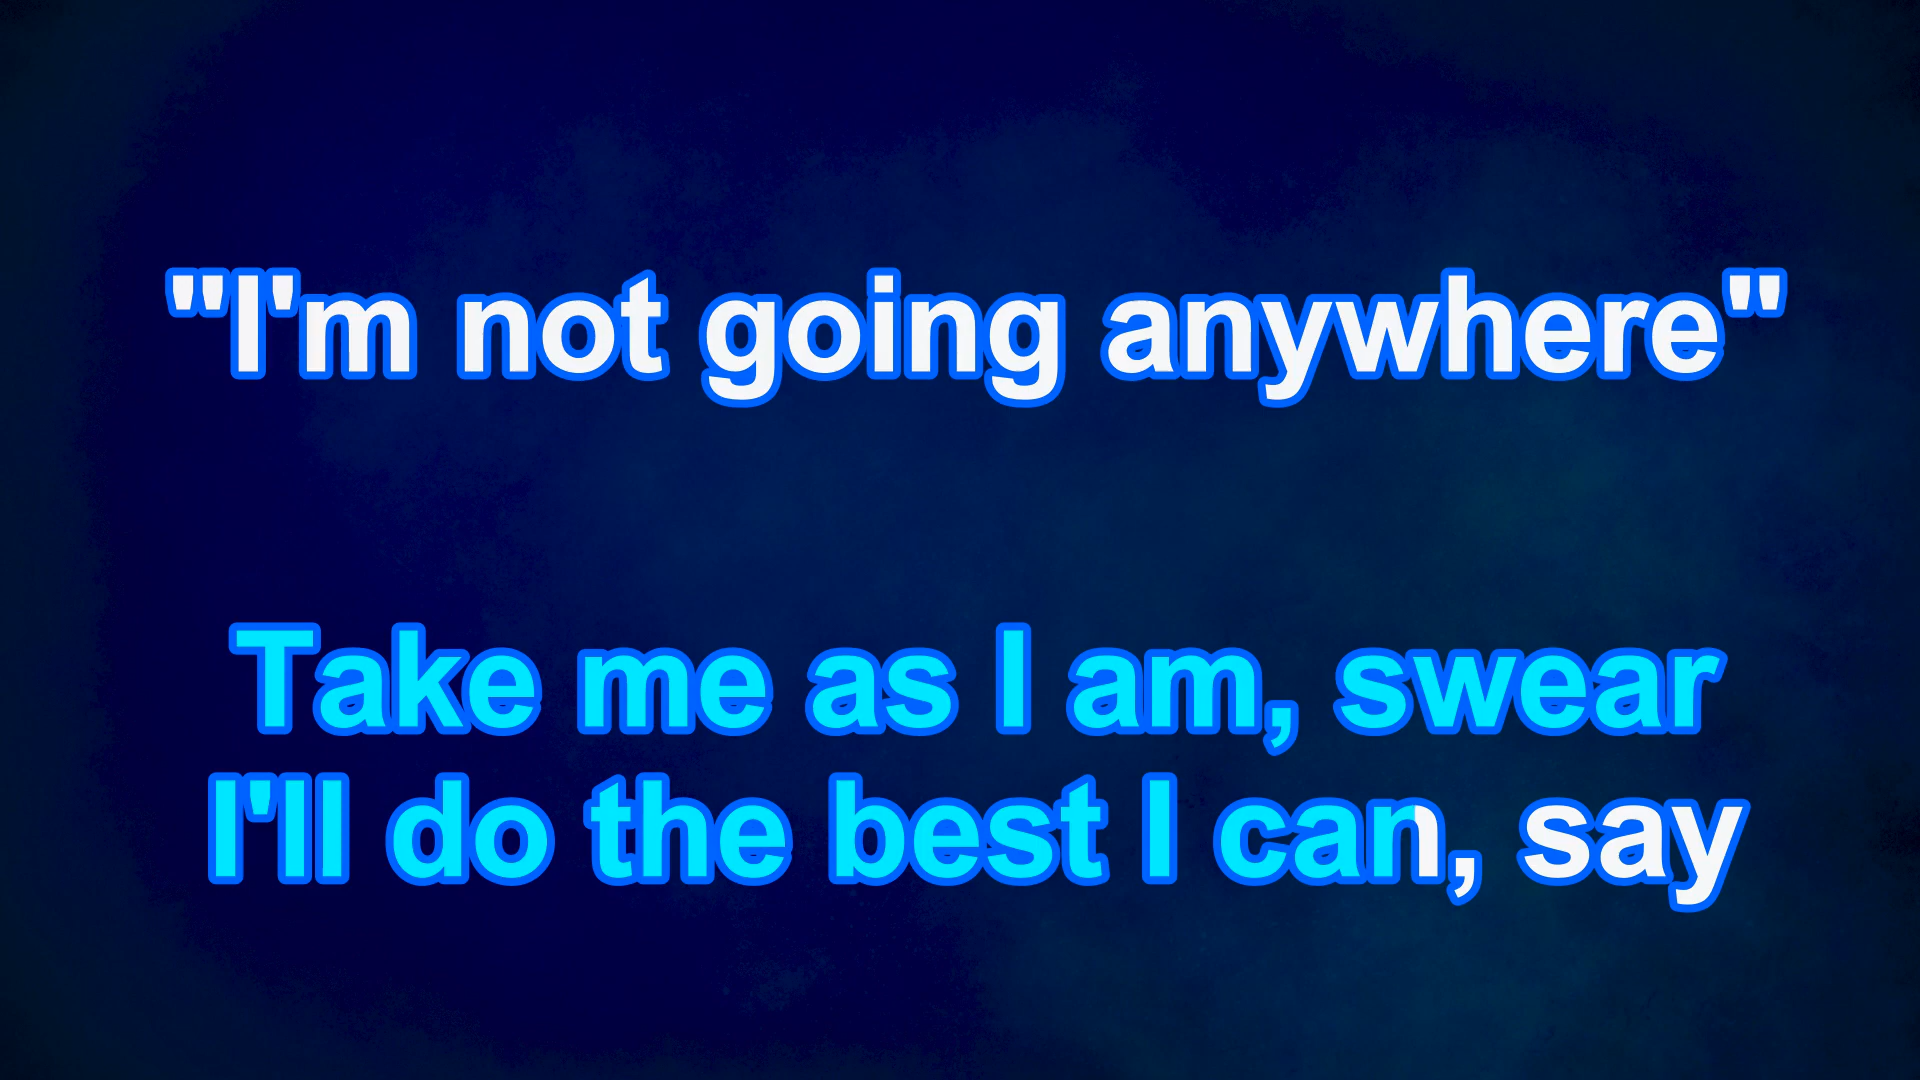 "I'm not going anywhere"
Take me as I am, swear
I'll do the best I can, say